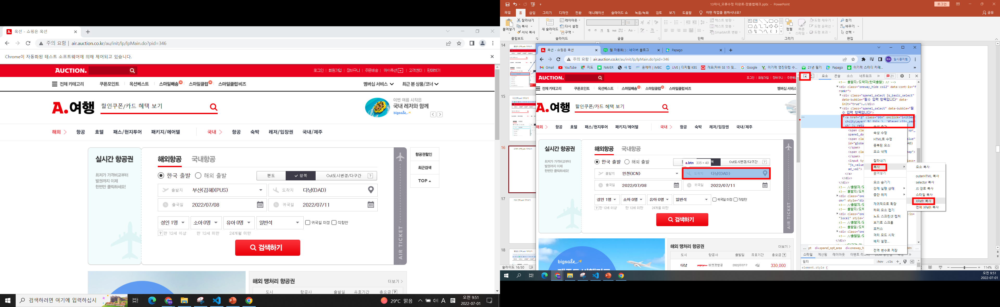 옥션 - 쇼핑은 옥션
주의 요함 | air.auction.co.kr/au/init/lp/lpMain.do?pid=346
Chrome이 자동화된 테스트 소프트웨어에 의해 제어되고 있습니다.
AUCTION.
로그인 | 회원가입 | 장바구니 | 주문배송 | 마이옥션 | 고객센터 | 판매하기
전체 카테고리 쿠폰포인트 옥션베스트 스마일배송 스마일클럽 스마일클럽 비즈 멤버십 서비스 최근 본 상품/코너
A.여행 할인쿠폰/카드 혜택 보기
이번 여름 시작은
국내 레저와 함께
bigsale
해외 항공 호텔 패스/현지투어 패키지/에어텔 국내 항공 숙박 레저/입장권 국내/제주
실시간 항공권
최저가 가격비교부터
발권까지 이제
한번만 클릭하세요!
해외항공 국내항공
한국 출발 해외 출발 편도 왕복 Out도시변경/다구간 ?
출발지 부산(김해)(PUS) 도착지 다낭(DAD)
출국일 2022/07/08 귀국일 2022/07/11
성인 1명 소아 0명 유아 0명 일반석 귀국일 미정 직항만
? 만 12세 이상 만 12세 미만 24개월 미만
검색하기
AIR TICKET
항공권할인
최근검색
TOP
해외 땡처리 항공권 더보기
도시 항공사 출발일 유효기간 총요금 ?
검색하려면 여기에 입력하십시
29°C 맑음 A 한 오전 9:51
2022-07-01
13차시_오류수정 미완료-맞춤법체크.pptx - PowerPoint 로그인
파일 홈 삽입 그리기 디자인 전환 애니메이션 슬라이드 쇼 녹음/녹화 검토 보기 도움말 어떤 작업을 원하시나요? 공유
붙여넣기 잘라내기 복사 서식 복사
새 슬라이드 레이아웃 다시 설정 구역
18
텍스트 방향 텍스트 맞춤 SmartArt로 변환
정렬 빠른 스타일 도형 채우기 도형 윤곽선 도형 효과
찾기 바꾸기 선택
클립보드 슬라이드 글꼴 단락 그리기 편집
14
15
16
17
18
옥션 - 쇼핑은 옥션 웹 자동화( ) : 네이버 블로그 Papago
주의 요함 | air.auction.co.kr/au/init/lp/lpMain.do?pid=346 일시중지됨
Gmail YouTube 지도 NAVER 새 탭 온에어 | iMBC LIVE | 디지털 KBS 개요(자바 SE 15 및... Google 이기적 영진닷컴 수... 21년 필기 Papago 이기적 스터디 카페...
AUCTION.
로그인 | 회원가입 | 장바구니 | 주문배
전체 카테고리 쿠폰포인트 옥션베스트 스마일배송 스마일클럽 스마일클럽 비즈 멤버십 서비스
A.여행 할인쿠폰/카드 혜택 보기
해외 항공 호텔 패스/현지투어 패키지/에어텔 국내 항공 숙박 레저/입장권 국내/제주
실시간 항공권
최저가 가격비교부터
발권까지 이제
한번만 클릭하세요!
해외항공 국내항공
한국 출발 해외 출발 Out도시변경/다구간 ?
a.btn 335 × 40
출발지 인천(ICN) 도착지 다낭(DAD)
출국일 2022/07/08 귀국일 2022/07/11
성인 1명 소아 0명 유아 0명 일반석 귀국일 미정 직항만
? 만 12세 이상 만 12세 미만 24개월 미만
검색하기
AIR TICKET
bigsale
해외 땡처리 항공권 더보기
도시 항공사 출발일 유효기간 총요금 ?
다낭 비엣젯항공 2022/07/17 4일 330,000
요소 콘솔 소스 네트워크 21
<!-- 출발지/도착지(한국출발) // -->
<div class="oneway_hide col2" data-cont-is="f
romkr">
<div class="spanel_select js_basic_select"
data-bubble="필수 입력 항목입니다" data-
init="true">…</div>
<div class="spanel_select" data-bubble="필
수 입력 항목입니다">
<a href="#" class="btn" onclick="initSear
chcityLayer( $( this ), '#layer_city_sear
ch' ); retu
속성 추가
속성 수정
HTML로 수정
중복된 요소
요소 삭제
잘라내기
복사
붙여넣기
요소 숨기기
강제 실행 상태
중단 위치
재귀적으로 확장
하위 요소 접기
노드 스크린샷 캡처
보기로 스크롤
포커스
격리 모드 시작
배지 설정...
전역 변수로 저장
요소 복사
outerHTML 복사
selector 복사
JS 경로 복사
스타일 복사
XPath 복사
전체 XPath 복사
스타일 계산됨 레이아웃 이벤트 리스너
필터 :hov .cls
element.style {
슬라이드 16/30
114%
오전 9:51
2022-07-01